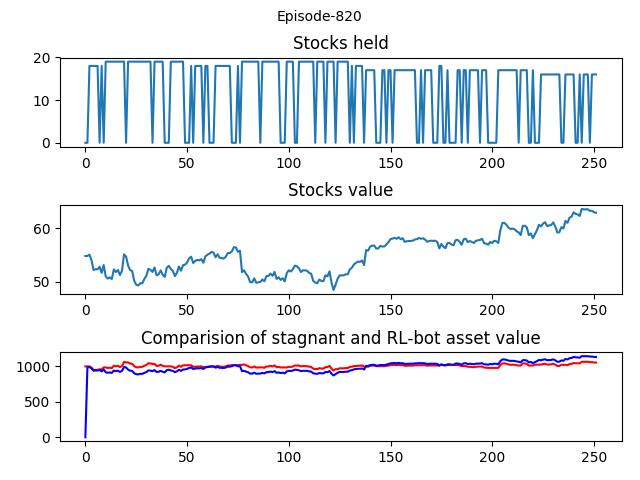 Episode-820
Stocks held
20
10
0
0 50 100 150 200 250
Stocks value
60
50
0 50 100 150 200 250
Comparision of stagnant and RL-bot asset value
1000
500
0
0 50 100 150 200 250